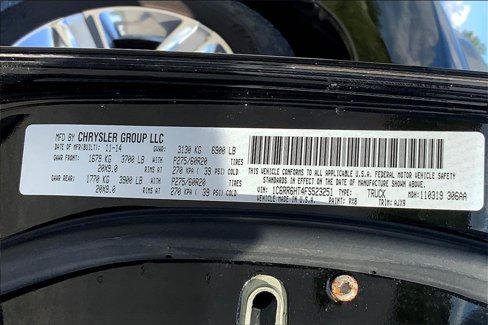 MFD BY CHRYSLER GROUP LLC
DATE OF MFR(BUILT): 11-14 GVWR: 3130 KG 6900 LB
GAWR FRONT: 1679 KG 3700 LB WITH P275/60R20 TIRES
20X9.0 RIMS AT 270 KPA ( 39 PSI) COLD
GAWR REAR: 1770 KG 3900 LB WITH P275/60R20 TIRES
20X9.0 RIMS AT 270 KPA ( 39 PSI) COLD
THIS VEHICLE CONFORMS TO ALL APPLICABLE U.S.A. FEDERAL MOTOR VEHICLE SAFETY
STANDARDS IN EFFECT ON THE DATE OF MANUFACTURE SHOWN ABOVE.
VIN: 1C6RR6HT4FS523251 TYPE: TRUCK MDH: 110319 306AA
VEHICLE MADE IN U.S.A. PAINT: PX8 TRIM: AJX9